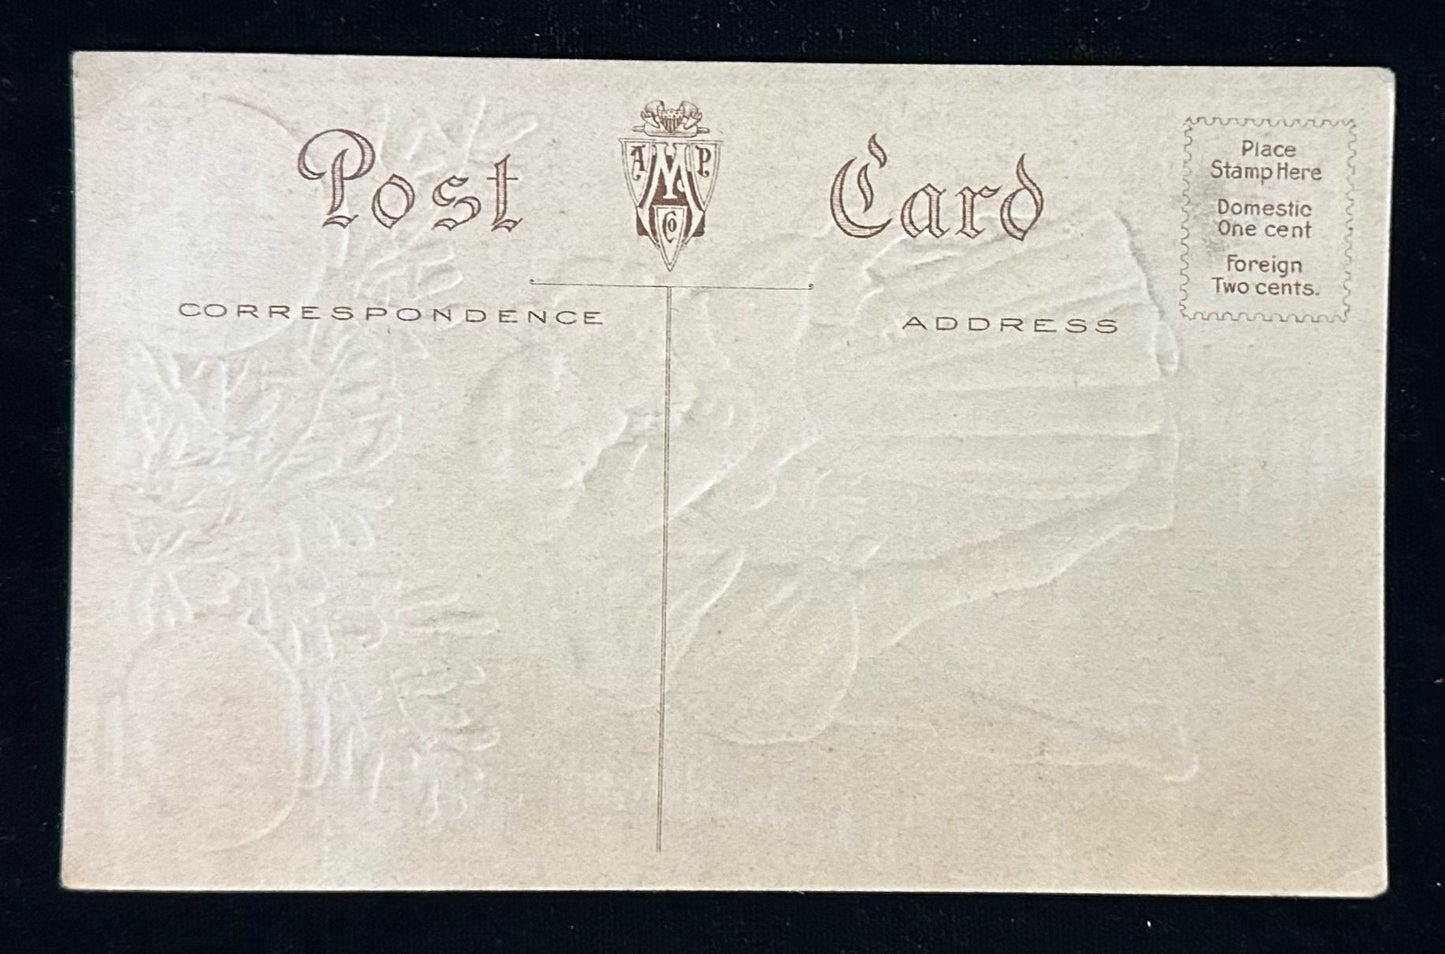 Post Card
A M P
Co
CORRESPONDENCE
ADDRESS
Place
Stamp Here
Domestic
One cent
Foreign
Two cents.